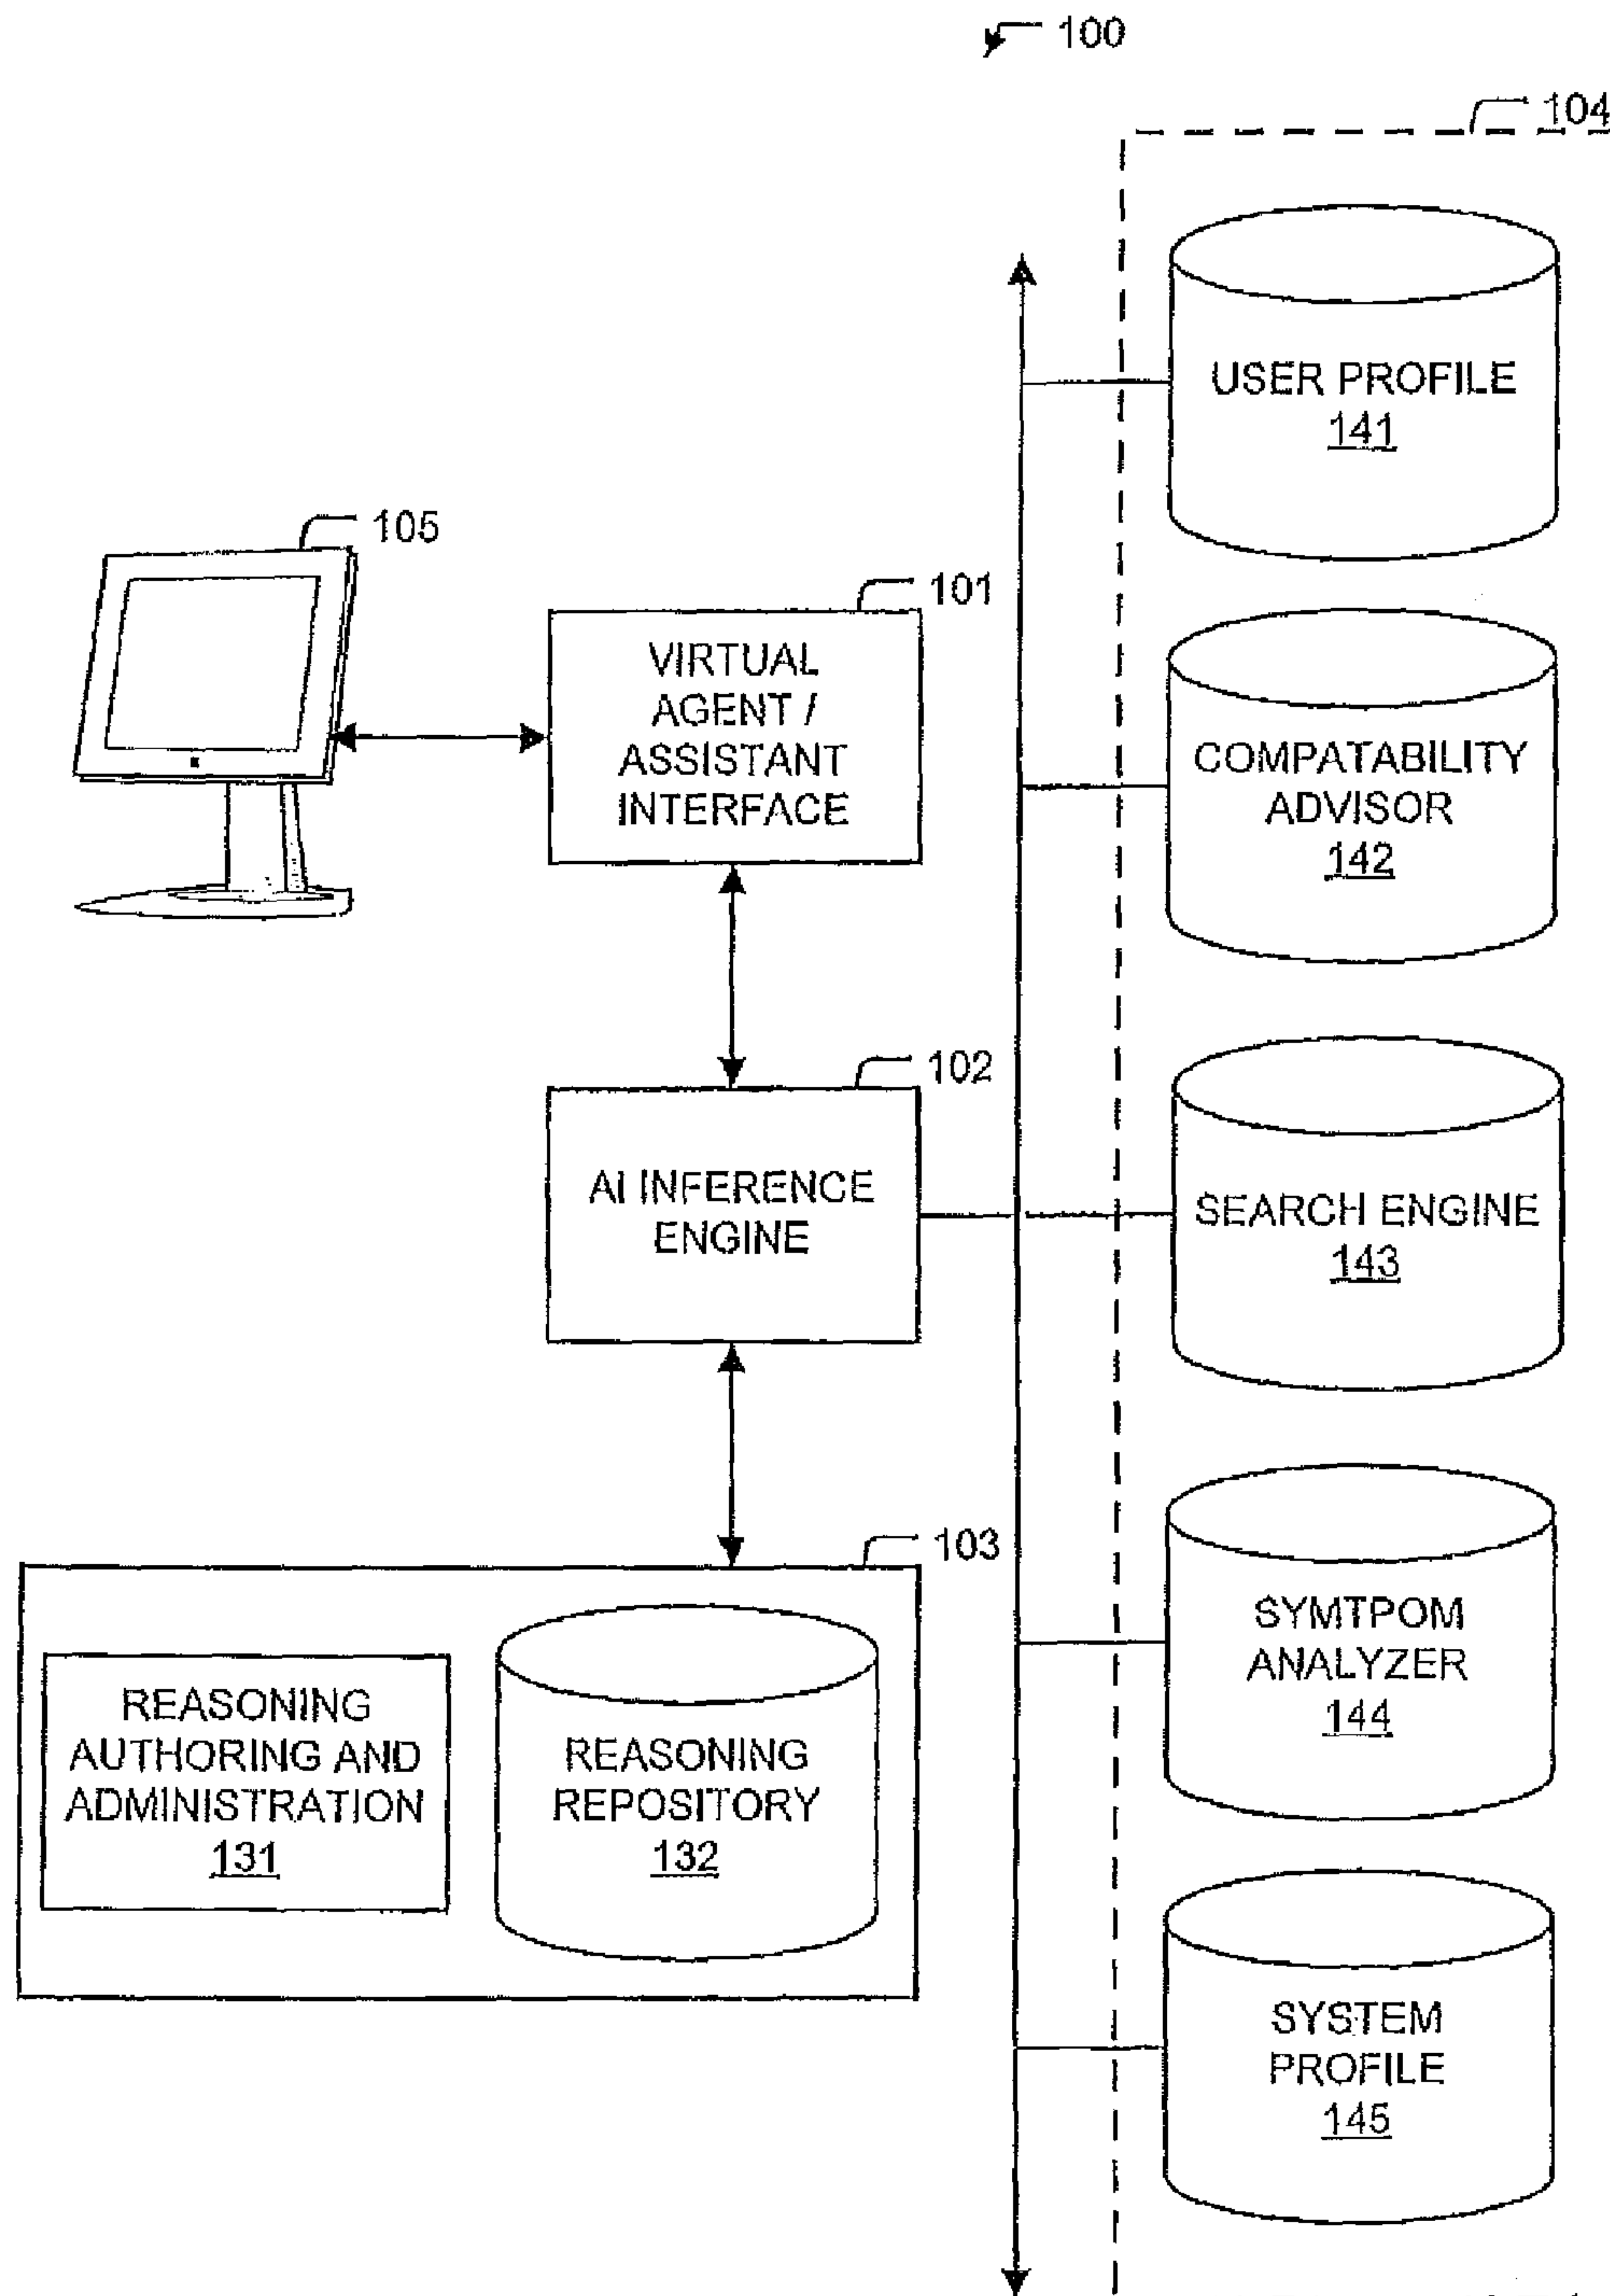 100
104
USER PROFILE
141
105
101
VIRTUAL
AGENT /
ASSISTANT
INTERFACE
COMPATABILITY
ADVISOR
142
102
AI INFERENCE
ENGINE
SEARCH ENGINE
143
103
SYMTPOM
ANALYZER
144
REASONING
AUTHORING AND
ADMINISTRATION
131
REASONING
REPOSITORY
132
SYSTEM
PROFILE
145